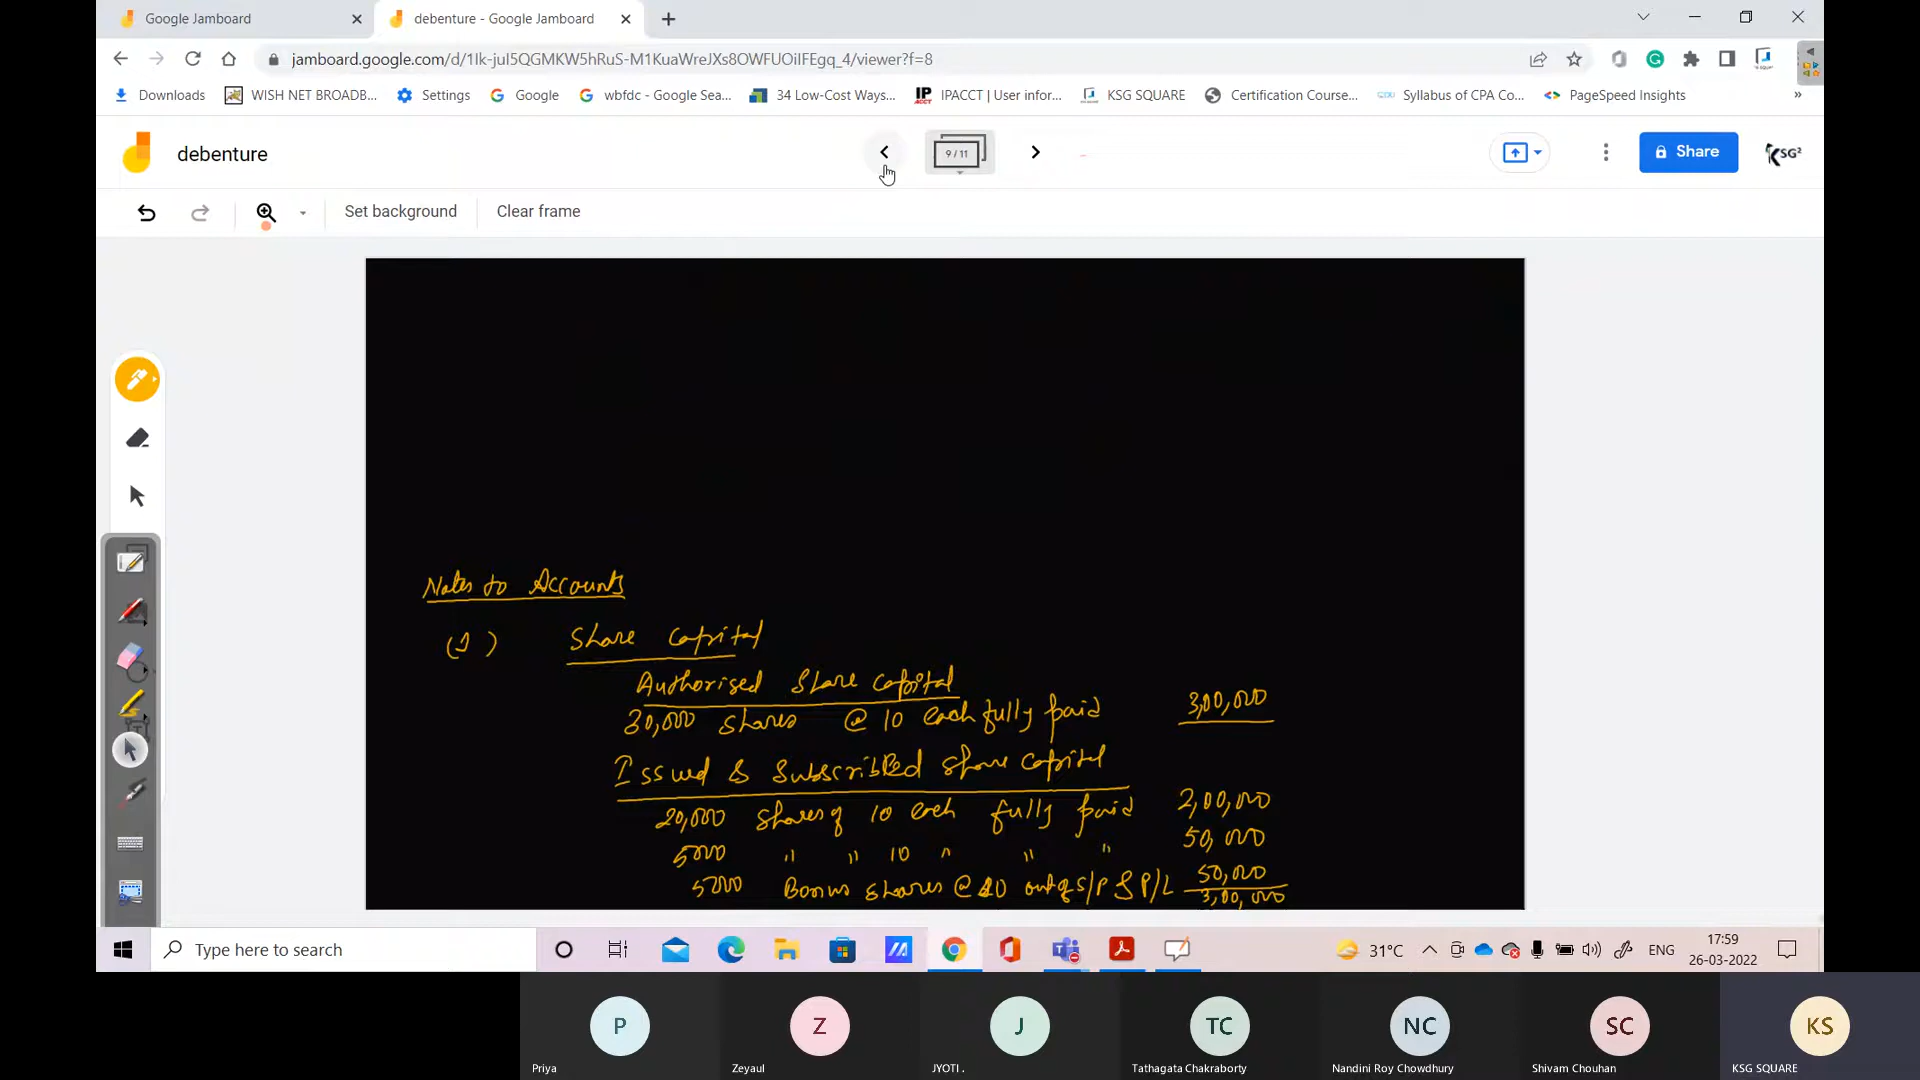 Google Jamboard
debenture - Google Jamboard
jamboard.google.com/d/1Ik-juI5QGMKW5hRuS-M1KuaWreJXs8OWFUOiIFEgq_4/viewer?f=8
Downloads WISH NET BROADB... Settings Google wbfdc - Google Sea... 34 Low-Cost Ways... IPACCT | User infor... KSG SQUARE Certification Course... Syllabus of CPA Co... PageSpeed Insights »
debenture
9 / 11
Share
KSG²
Set background
Clear frame
Notes to Accounts
(1) Share Capital
Authorised Share Capital
30,000 shares @ 10 each fully paid 3,00,000
Issued & Subscribed Share Capital
20,000 shares of 10 each fully paid 2,00,000
5000 " " 10 " " " 50,000
5000 Bonus shares @ 10 out of S/P & P/L 50,000
3,00,000
Type here to search
31°C
ENG
17:59
26-03-2022
P Z J TC NC SC KS
Priya Zeyaul JYOTI . Tathagata Chakraborty Nandini Roy Chowdhury Shivam Chouhan KSG SQUARE